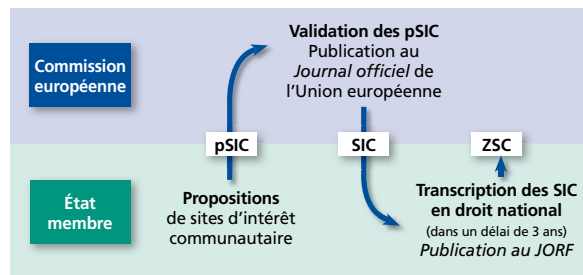 Commission
européenne
Validation des pSIC
Publication au
Journal officiel de
l’Union européenne
pSIC
SIC
ZSC
État
membre
Propositions
de sites d’intérêt
communautaire
Transcription des SIC
en droit national
(dans un délai de 3 ans)
Publication au JORF